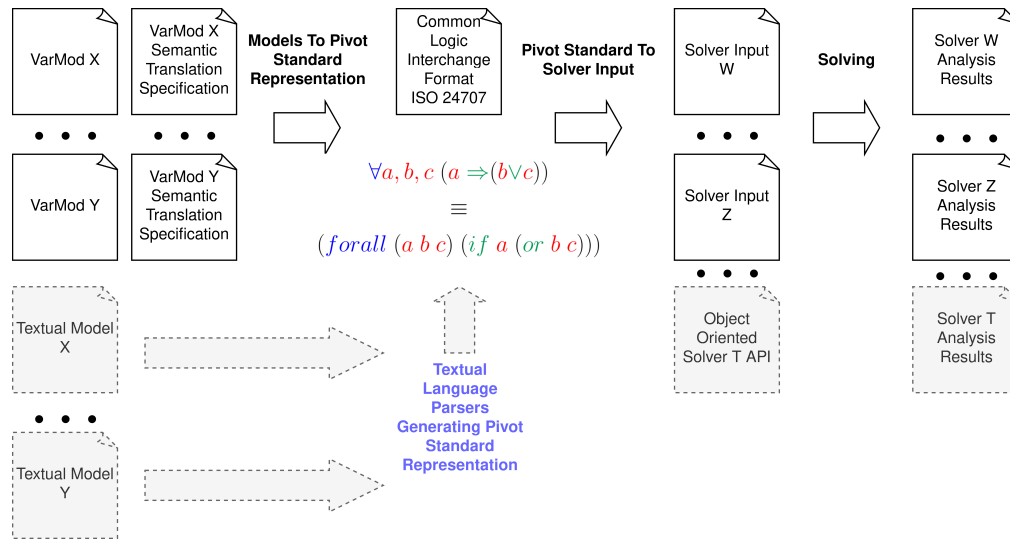 VarMod X
VarMod X
Semantic
Translation
Specification
Models To Pivot
Standard
Representation
Common
Logic
Interchange
Format
ISO 24707
Pivot Standard To
Solver Input
Solver Input
W
Solving
Solver W
Analysis
Results
VarMod Y
VarMod Y
Semantic
Translation
Specification
∀a, b, c (a ⇒(b∨c))
≡
(forall (a b c) (if a (or b c)))
Solver Input
Z
Solver Z
Analysis
Results
Textual Model
X
Object
Oriented
Solver T API
Solver T
Analysis
Results
Textual
Language
Parsers
Generating Pivot
Standard
Representation
Textual Model
Y